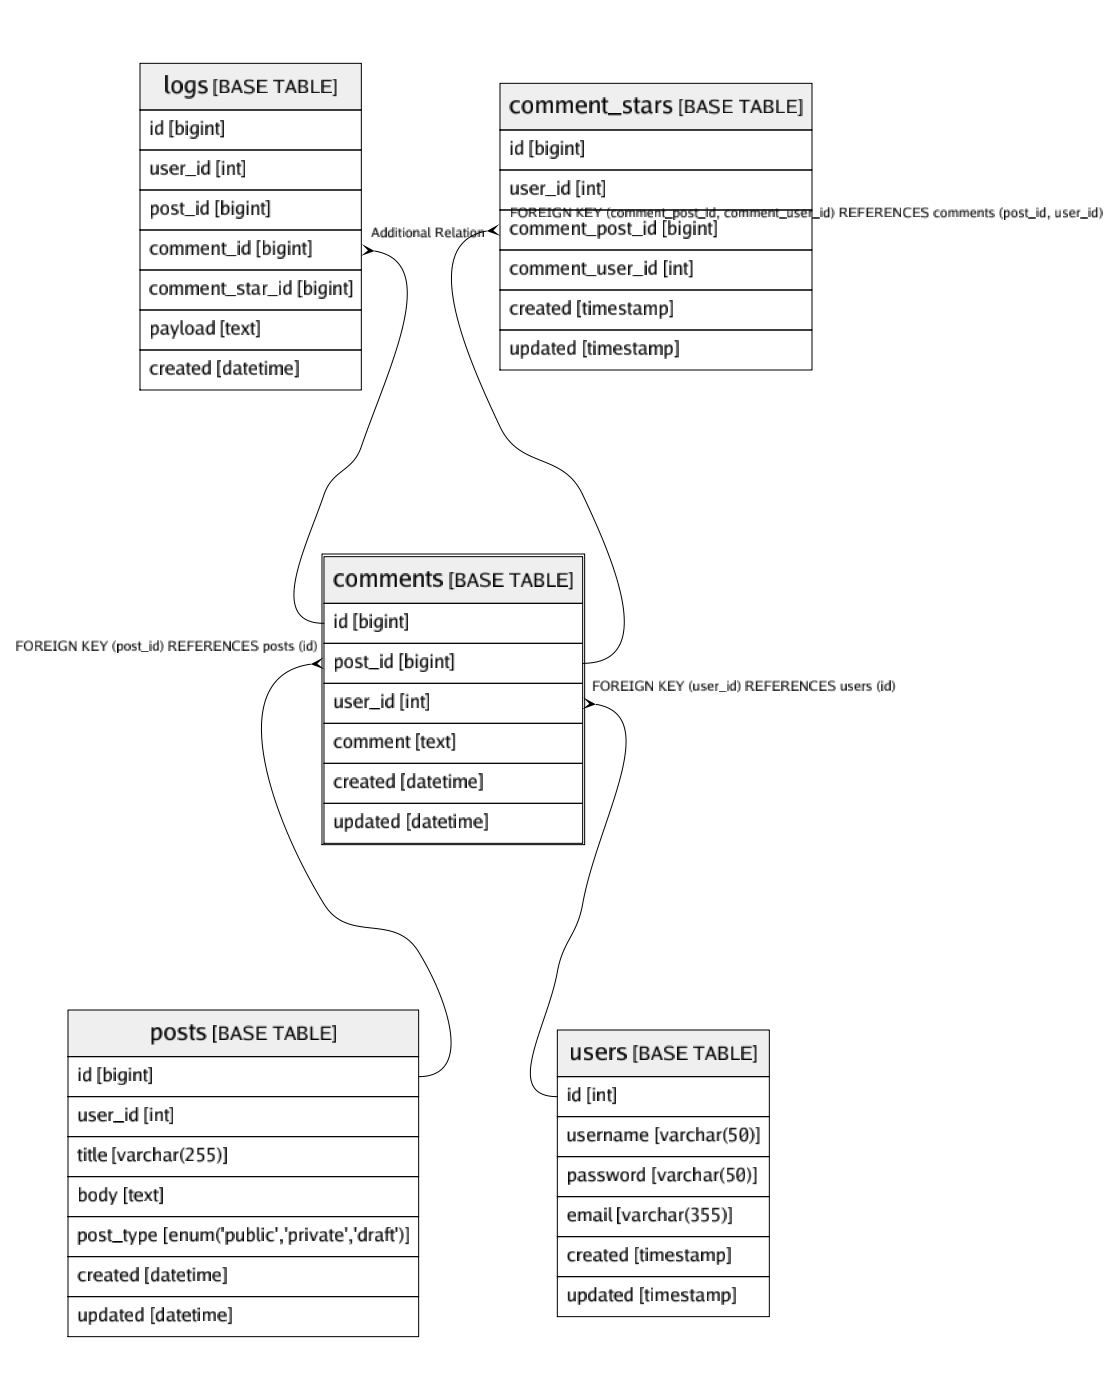 logs [BASE TABLE]
id [bigint]
user_id [int]
post_id [bigint]
comment_id [bigint]
comment_star_id [bigint]
payload [text]
created [datetime]
Additional Relation
comment_stars [BASE TABLE]
id [bigint]
user_id [int]
FOREIGN KEY (comment_post_id, comment_user_id) REFERENCES comments (post_id, user_id)
comment_post_id [bigint]
comment_user_id [int]
created [timestamp]
updated [timestamp]
comments [BASE TABLE]
id [bigint]
FOREIGN KEY (post_id) REFERENCES posts (id)
post_id [bigint]
FOREIGN KEY (user_id) REFERENCES users (id)
user_id [int]
comment [text]
created [datetime]
updated [datetime]
posts [BASE TABLE]
id [bigint]
user_id [int]
title [varchar(255)]
body [text]
post_type [enum('public','private','draft')]
created [datetime]
updated [datetime]
users [BASE TABLE]
id [int]
username [varchar(50)]
password [varchar(50)]
email [varchar(355)]
created [timestamp]
updated [timestamp]